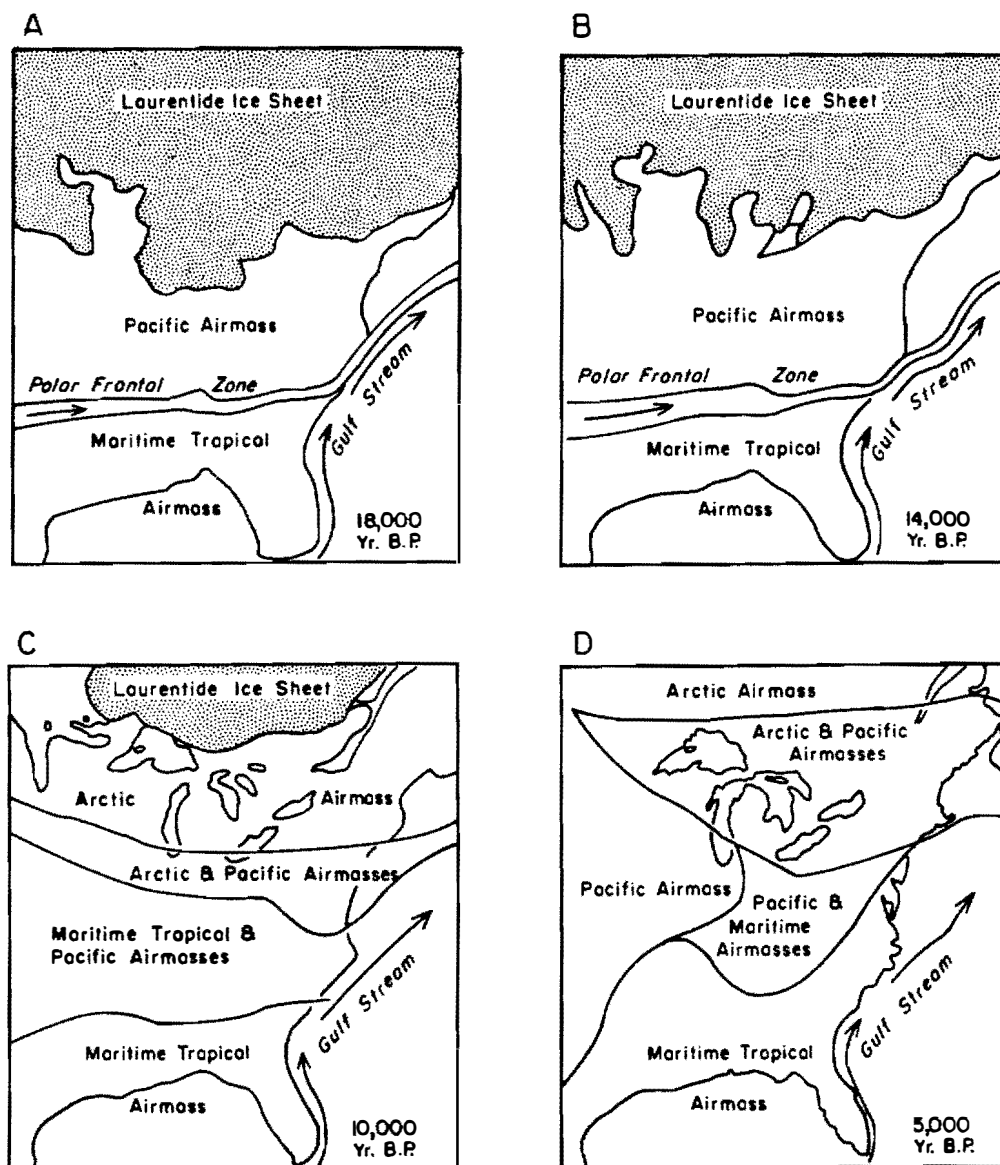 A
Laurentide Ice Sheet
Pacific Airmass
Polar Frontal Zone
Gulf Stream
Maritime Tropical
Airmass
18,000
Yr. B.P.
B
Laurentide Ice Sheet
Pacific Airmass
Polar Frontal Zone
Gulf Stream
Maritime Tropical
Airmass
14,000
Yr. B.P.
C
Laurentide Ice Sheet
Arctic Airmass
Arctic & Pacific Airmasses
Maritime Tropical &
Pacific Airmasses
Gulf Stream
Maritime Tropical
Airmass
10,000
Yr. B.P.
D
Arctic Airmass
Arctic & Pacific
Airmasses
Pacific Airmass
Pacific &
Maritime
Airmasses
Gulf Stream
Maritime Tropical
Airmass
5,000
Yr. B.P.